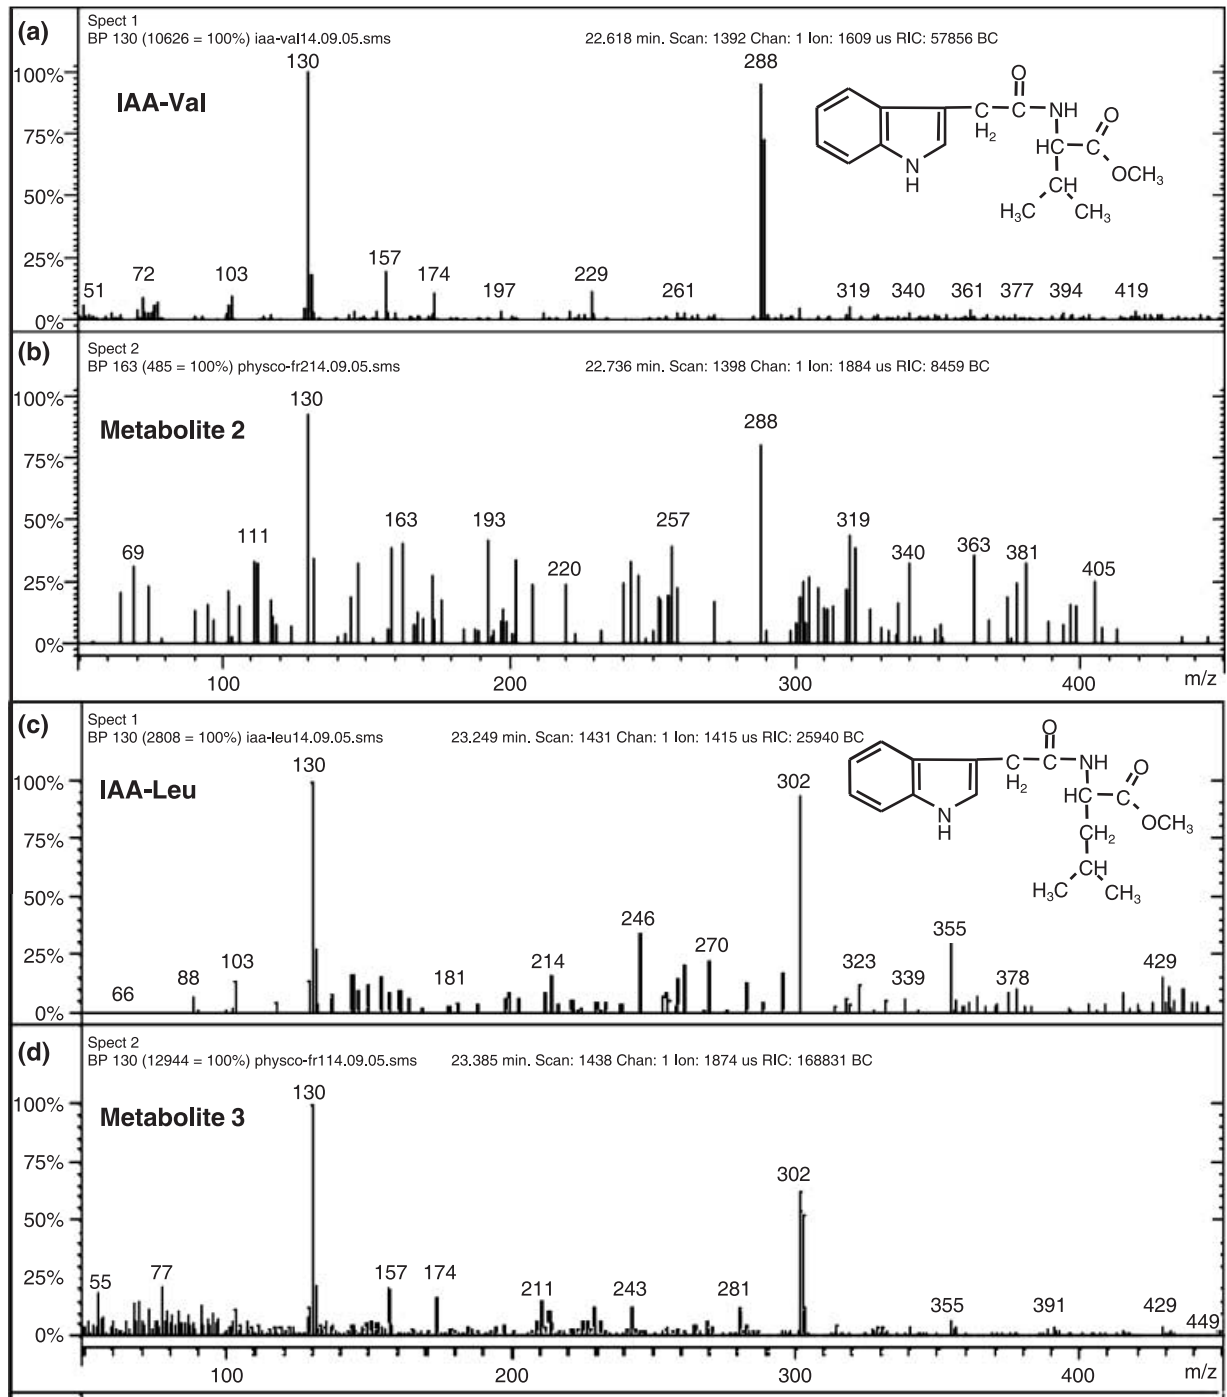 (a)
Spect 1
BP 130 (10626 = 100%) iaa-val14.09.05.sms 22.618 min. Scan: 1392 Chan: 1 Ion: 1609 us RIC: 57856 BC
IAA-Val
100%
75%
50%
25%
0%
51 72 103 130 157 174 197 229 261 288 319 340 361 377 394 419
O
C C NH O
H2 HC C
N OCH3
H CH
H3C CH3
(b)
Spect 2
BP 163 (485 = 100%) physco-fr214.09.05.sms 22.736 min. Scan: 1398 Chan: 1 Ion: 1884 us RIC: 8459 BC
Metabolite 2
100%
75%
50%
25%
0%
69 111 130 163 193 220 257 288 319 340 363 381 405
100 200 300 400 m/z
(c)
Spect 1
BP 130 (2808 = 100%) iaa-leu14.09.05.sms 23.249 min. Scan: 1431 Chan: 1 Ion: 1415 us RIC: 25940 BC
IAA-Leu
100%
75%
50%
25%
0%
66 88 103 130 181 214 246 270 302 323 339 355 378 429
O
C C NH O
H2 HC C
N OCH3
H CH2
CH
H3C CH3
(d)
Spect 2
BP 130 (12944 = 100%) physco-fr114.09.05.sms 23.385 min. Scan: 1438 Chan: 1 Ion: 1874 us RIC: 168831 BC
Metabolite 3
100%
75%
50%
25%
0%
55 77 130 157 174 211 243 281 302 355 391 429 449
100 200 300 400 m/z